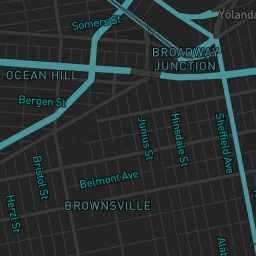 Yolanda
Somers St
BROADWAY
JUNCTION
OCEAN HILL
Bergen St
Junius St
Hinsdale St
Sheffield Ave
Bristol St
Belmont Ave
Herzl St
BROWNSVILLE
Alab